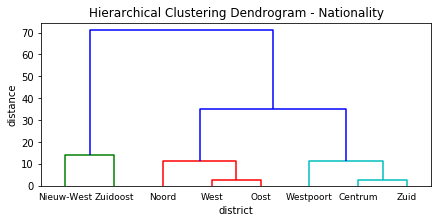 Hierarchical Clustering Dendrogram - Nationality
distance
70
60
50
40
30
20
10
0
Nieuw-West Zuidoost Noord West Oost Westpoort Centrum Zuid
district